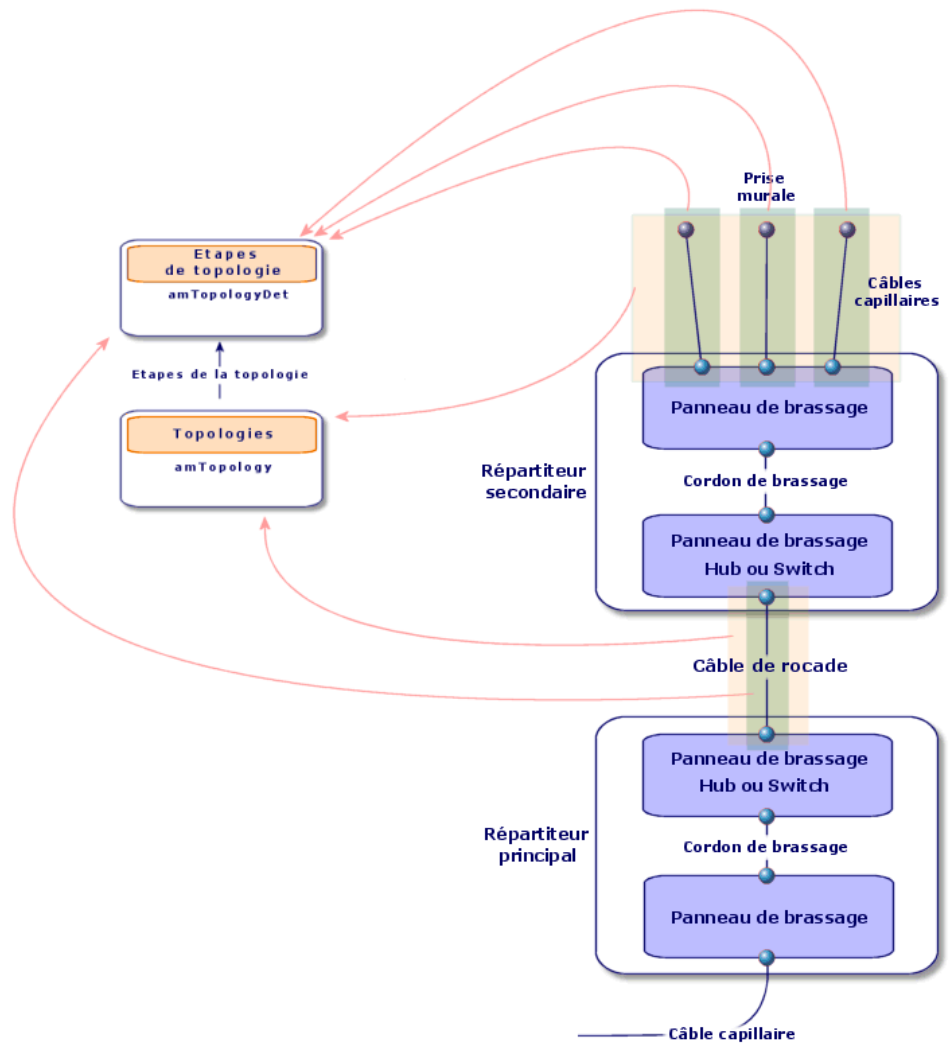 Prise
murale
Etapes
de topologie
amTopologyDet
Câbles
capillaires
Etapes de la topologie
Topologies
amTopology
Panneau de brassage
Répartiteur
secondaire
Cordon de brassage
Panneau de brassage
Hub ou Switch
Câble de rocade
Panneau de brassage
Hub ou Switch
Répartiteur
principal
Cordon de brassage
Panneau de brassage
Câble capillaire